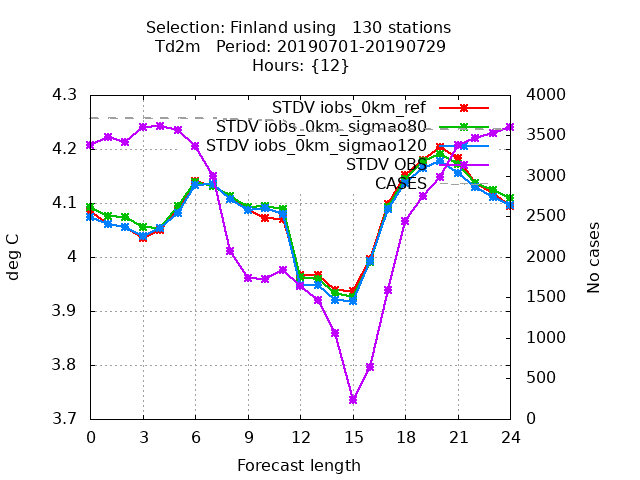 Selection: Finland using   130 stations
Td2m   Period: 20190701-20190729
Hours: {12}
STDV iobs_0km_ref
STDV iobs_0km_sigmao80
STDV iobs_0km_sigmao120
STDV OBS
CASES
4.3
4.2
4.1
4
3.9
3.8
3.7
deg C
4000
3500
3000
2500
2000
1500
1000
500
0
No cases
0 3 6 9 12 15 18 21 24
Forecast length